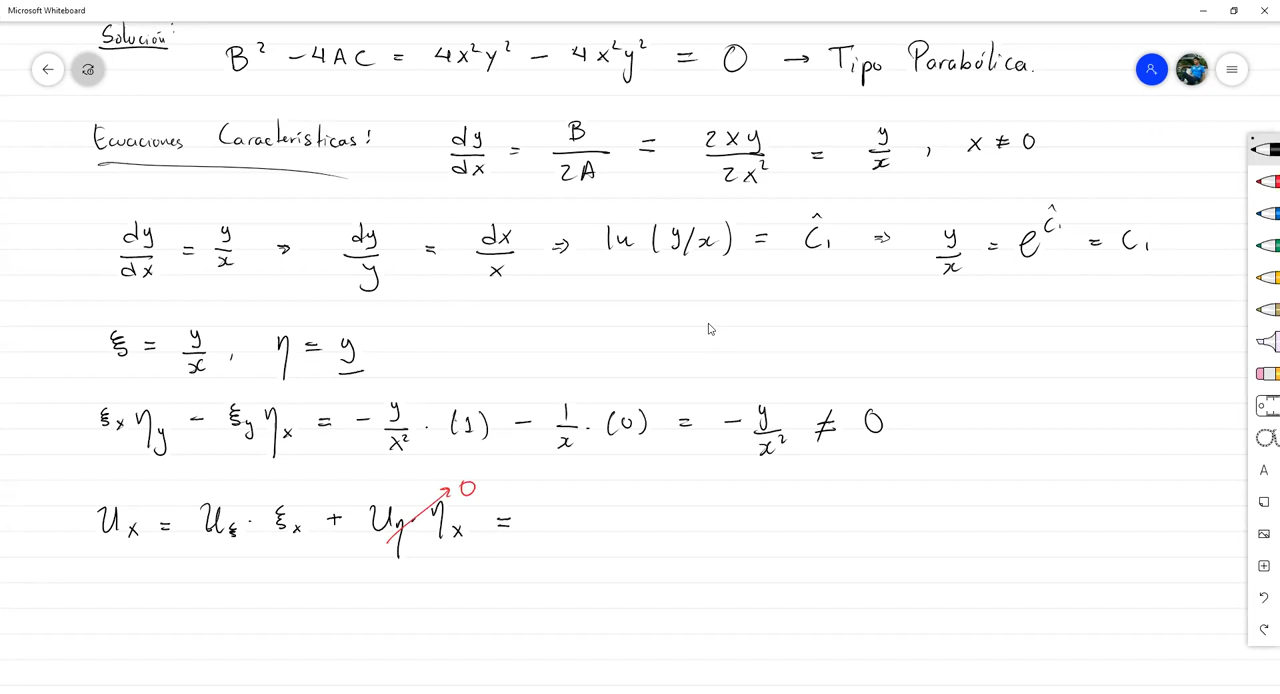 Microsoft Whiteboard
Solución:
B² - 4AC = 4x²y² - 4x²y² = 0 → Tipo Parabólica.
Ecuaciones Características: dy/dx = B/2A = 2xy/2x² = y/x , x ≠ 0
dy/dx = y/x ⇒ dy/y = dx/x ⇒ ln(y/x) = Ĉ₁ ⇒ y/x = e^Ĉ₁ = C₁
ξ = y/x , η = y
ξx ηy - ξy ηx = - y/x² · (1) - 1/x · (0) = - y/x² ≠ 0
Ux = Uξ · ξx + Uη · ηx = 
0
A